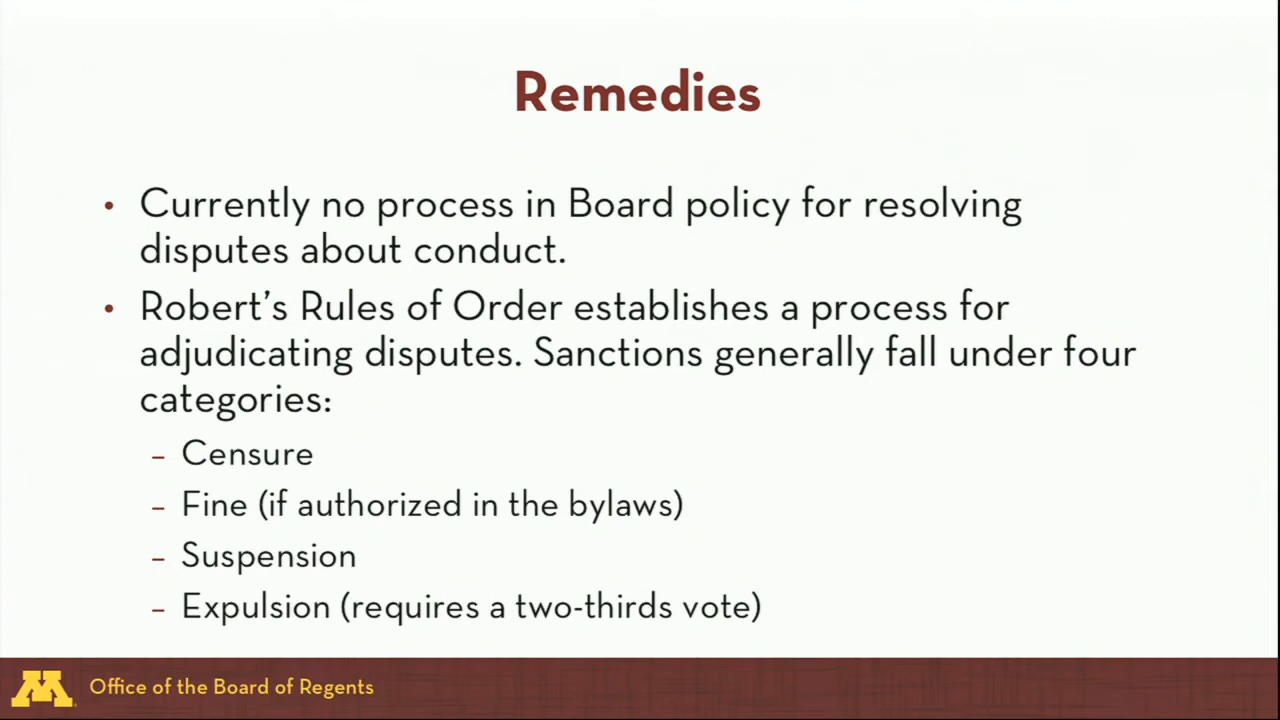 Remedies
• Currently no process in Board policy for resolving
disputes about conduct.
• Robert's Rules of Order establishes a process for
adjudicating disputes. Sanctions generally fall under four
categories:
– Censure
– Fine (if authorized in the bylaws)
– Suspension
– Expulsion (requires a two-thirds vote)
M Office of the Board of Regents